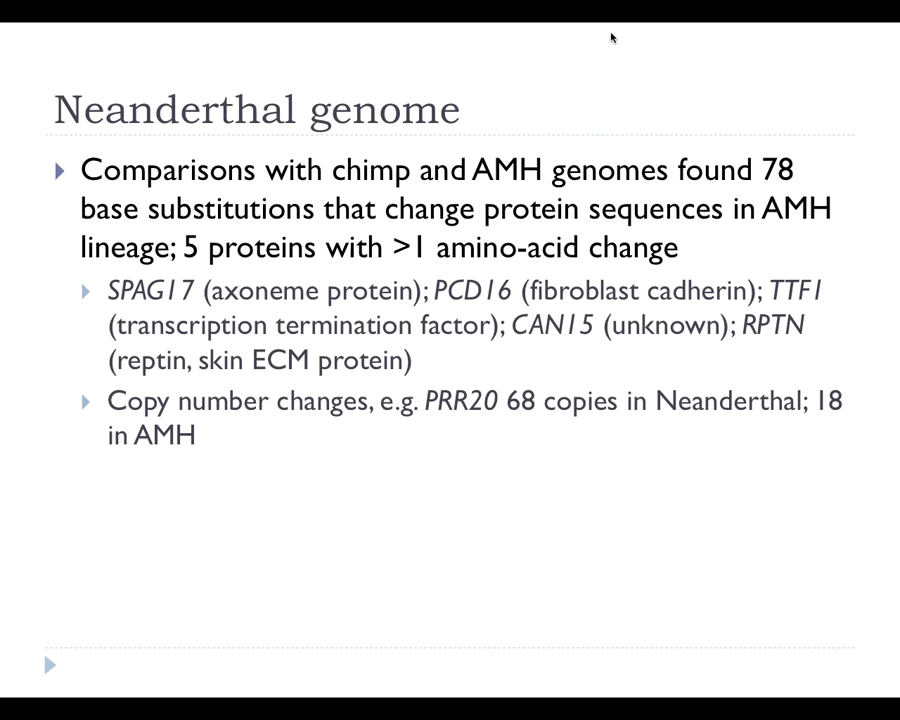 Neanderthal genome
Comparisons with chimp and AMH genomes found 78
base substitutions that change protein sequences in AMH
lineage; 5 proteins with >1 amino-acid change
SPAG17 (axoneme protein); PCD16 (fibroblast cadherin); TTF1
(transcription termination factor); CAN15 (unknown); RPTN
(reptin, skin ECM protein)
Copy number changes, e.g. PRR20 68 copies in Neanderthal; 18
in AMH